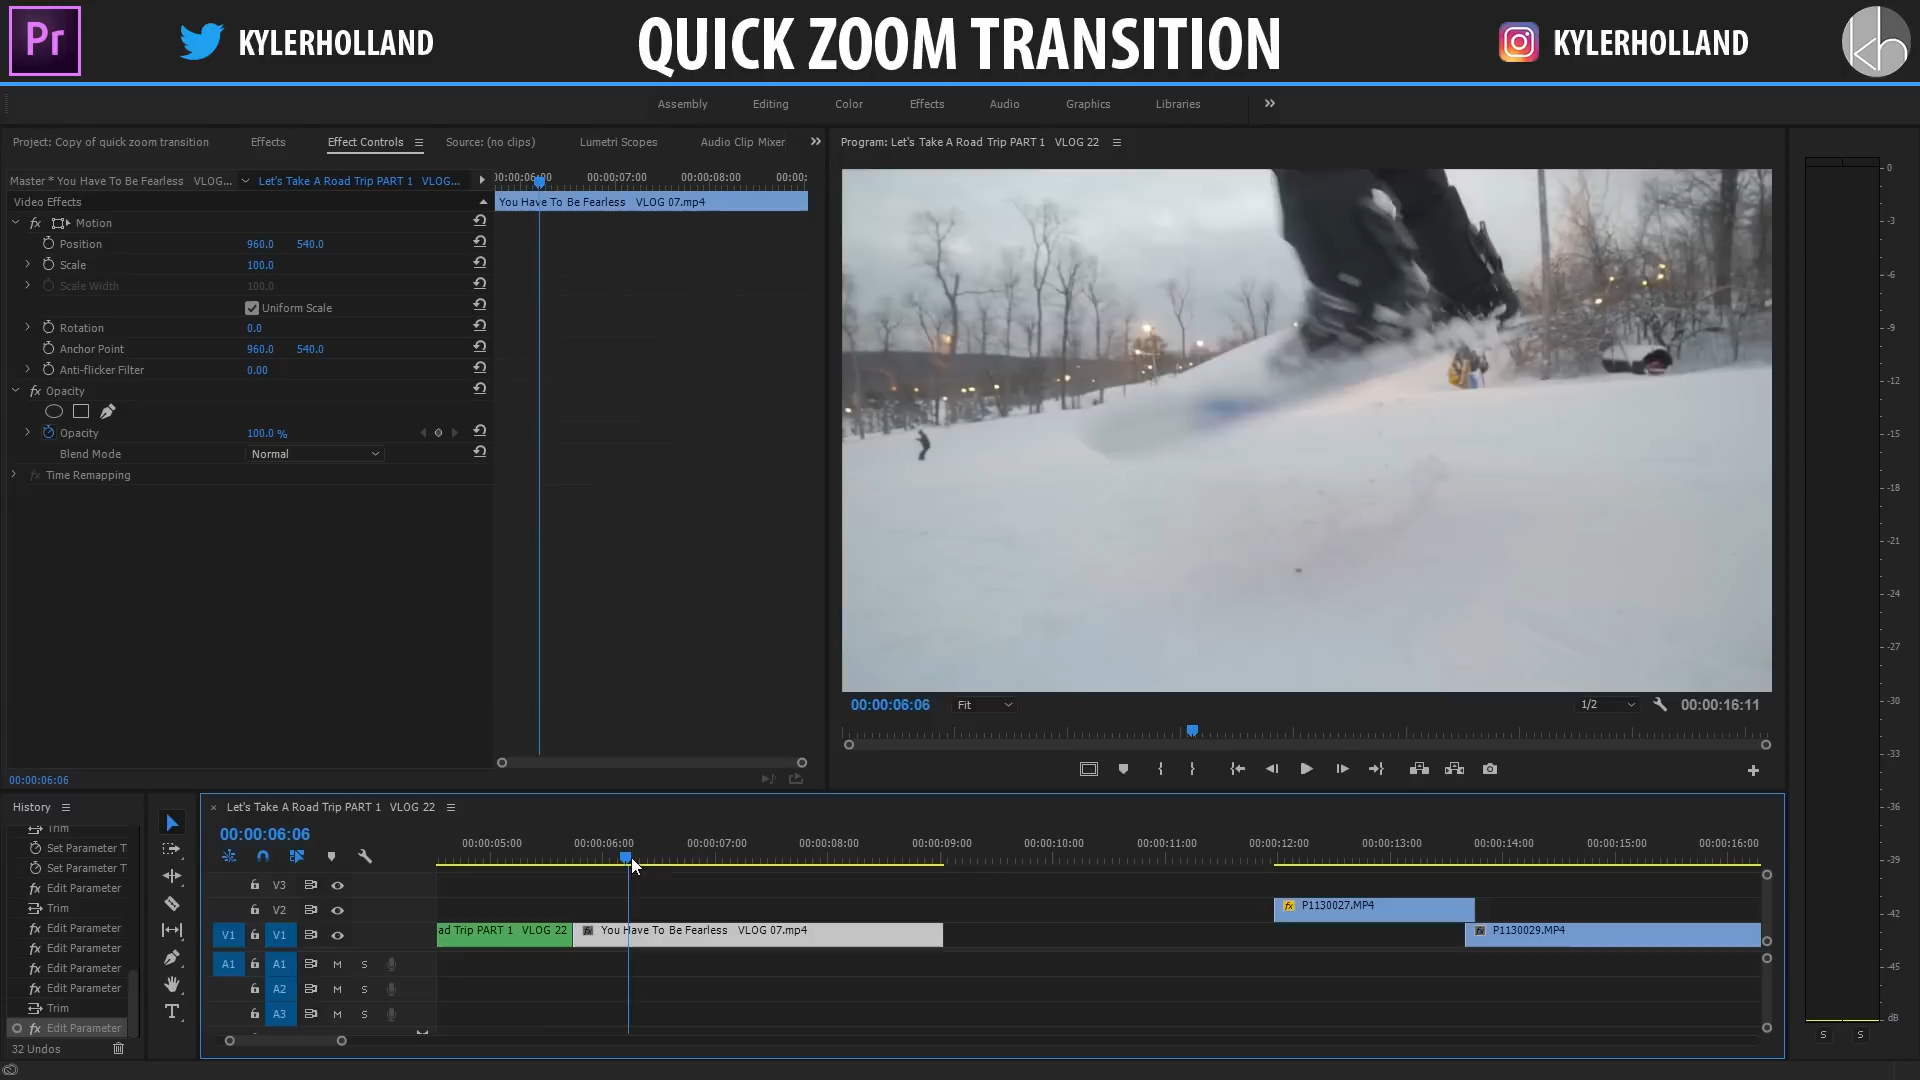 Pr KYLERHOLLAND QUICK ZOOM TRANSITION KYLERHOLLAND kh
Assembly Editing Color Effects Audio Graphics Libraries
Project: Copy of quick zoom transition Effects Effect Controls Source: (no clips) Lumetri Scopes Audio Clip Mixer
Program: Let's Take A Road Trip PART 1 VLOG 22
Master * You Have To Be Fearless VLOG... Let's Take A Road Trip PART 1 VLOG...
00:00:06:00 00:00:07:00 00:00:08:00 00:00:
Video Effects
You Have To Be Fearless VLOG 07.mp4
fx Motion
Position 960.0 540.0
Scale 100.0
Scale Width 100.0
Uniform Scale
Rotation 0.0
Anchor Point 960.0 540.0
Anti-flicker Filter 0.00
fx Opacity
Opacity 100.0 %
Blend Mode Normal
fx Time Remapping
00:00:06:06
00:00:06:06 Fit 1/2 00:00:16:11
0
-3
-6
-9
-12
-15
-18
-21
-24
-27
-30
-33
-36
-39
-42
-45
dB
S S
History
Trim
Set Parameter T
Set Parameter T
fx Edit Parameter
Trim
fx Edit Parameter
fx Edit Parameter
fx Edit Parameter
fx Edit Parameter
Trim
fx Edit Parameter
32 Undos
T
× Let's Take A Road Trip PART 1 VLOG 22
00:00:06:06
00:00:05:00 00:00:06:00 00:00:07:00 00:00:08:00 00:00:09:00 00:00:10:00 00:00:11:00 00:00:12:00 00:00:13:00 00:00:14:00 00:00:15:00 00:00:16:00
V3
V2 fx P1130027.MP4
V1 V1 ad Trip PART 1 VLOG 22 fx You Have To Be Fearless VLOG 07.mp4 fx P1130029.MP4
A1 A1 M S
A2 M S
A3 M S